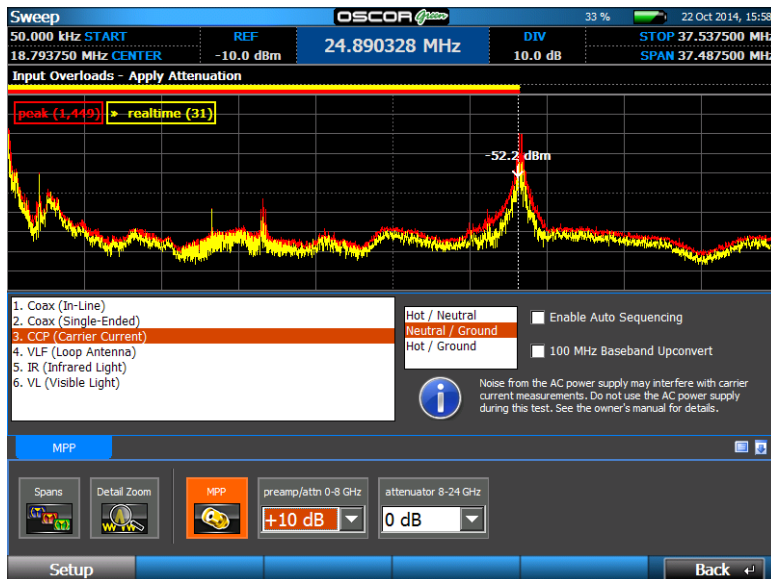 Sweep OSCOR Green 33 % 22 Oct 2014, 15:58
50.000 kHz START REF 24.890328 MHz DIV STOP 37.537500 MHz
18.793750 MHz CENTER -10.0 dBm 10.0 dB SPAN 37.487500 MHz
Input Overloads - Apply Attenuation
peak (1,449) » realtime (31)
-52.2 dBm
1. Coax (In-Line)
2. Coax (Single-Ended)
3. CCP (Carrier Current)
4. VLF (Loop Antenna)
5. IR (Infrared Light)
6. VL (Visible Light)
Hot / Neutral
Neutral / Ground
Hot / Ground
Enable Auto Sequencing
100 MHz Baseband Upconvert
Noise from the AC power supply may interfere with carrier
current measurements. Do not use the AC power supply
during this test. See the owner's manual for details.
MPP
Spans Detail Zoom MPP preamp/attn 0-8 GHz attenuator 8-24 GHz
+10 dB 0 dB
Setup Back